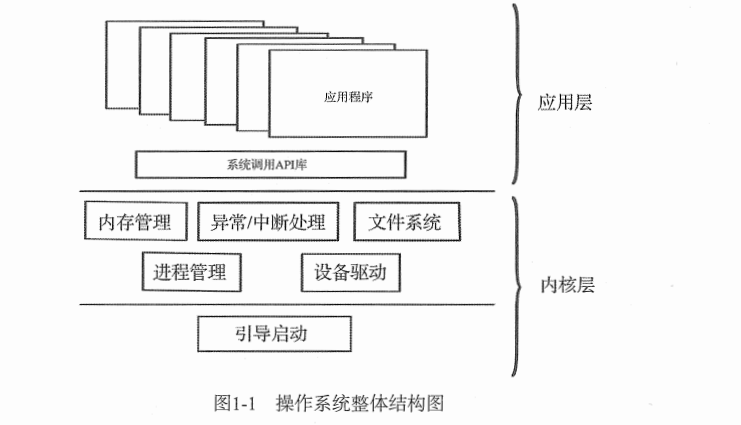 应用程序
应用层
系统调用API库
内存管理 异常/中断处理 文件系统
进程管理 设备驱动
内核层
引导启动
图1-1 操作系统整体结构图